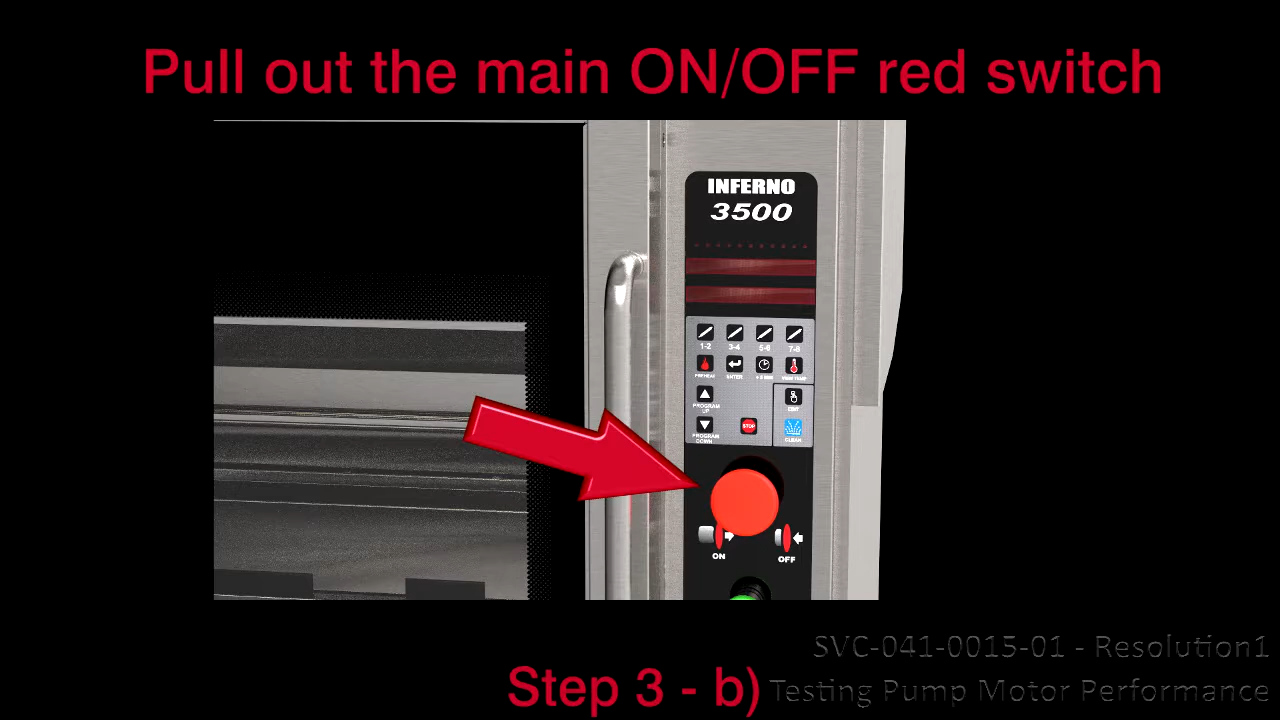 Pull out the main ON/OFF red switch
INFERNO
3500
1-2 3-4 5-6 7-8
PREHEAT ENTER
PROGRAM UP
EDIT
STOP
PROGRAM DOWN
CLEAN
ON OFF
SVC-041-0015-01 - Resolution1
Step 3 - b) Testing Pump Motor Performance